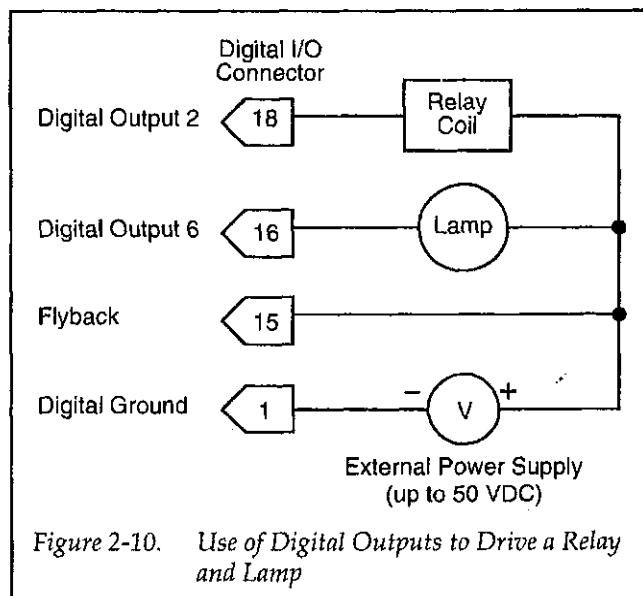 Digital I/O
Connector
Digital Output 2
18
Relay
Coil
Digital Output 6
16
Lamp
Flyback
15
Digital Ground
1
−
V
+
External Power Supply
(up to 50 VDC)
Figure 2-10. Use of Digital Outputs to Drive a Relay
and Lamp